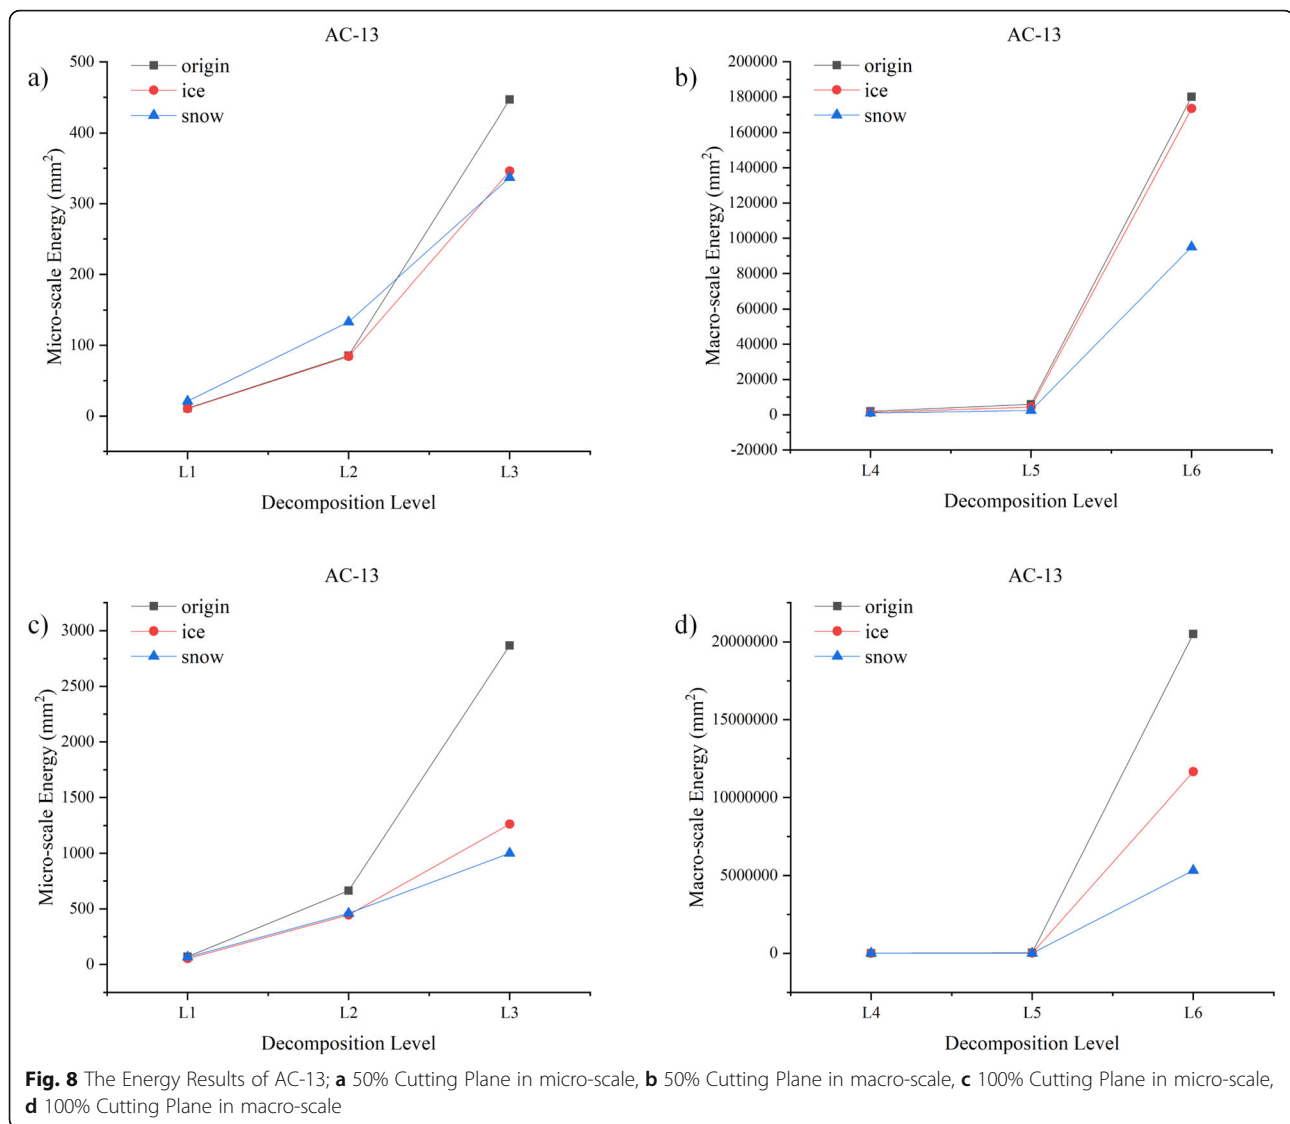 AC-13
a)
origin
ice
snow
500
400
300
200
100
0
Micro-scale Energy (mm²)
L1 L2 L3
Decomposition Level
AC-13
b)
origin
ice
snow
200000
180000
160000
140000
120000
100000
80000
60000
40000
20000
0
-20000
Macro-scale Energy (mm²)
L4 L5 L6
Decomposition Level
AC-13
c)
origin
ice
snow
3000
2500
2000
1500
1000
500
0
Micro-scale Energy (mm²)
L1 L2 L3
Decomposition Level
AC-13
d)
origin
ice
snow
20000000
15000000
10000000
5000000
0
Macro-scale Energy (mm²)
L4 L5 L6
Decomposition Level
Fig. 8 The Energy Results of AC-13; a 50% Cutting Plane in micro-scale, b 50% Cutting Plane in macro-scale, c 100% Cutting Plane in micro-scale,
d 100% Cutting Plane in macro-scale